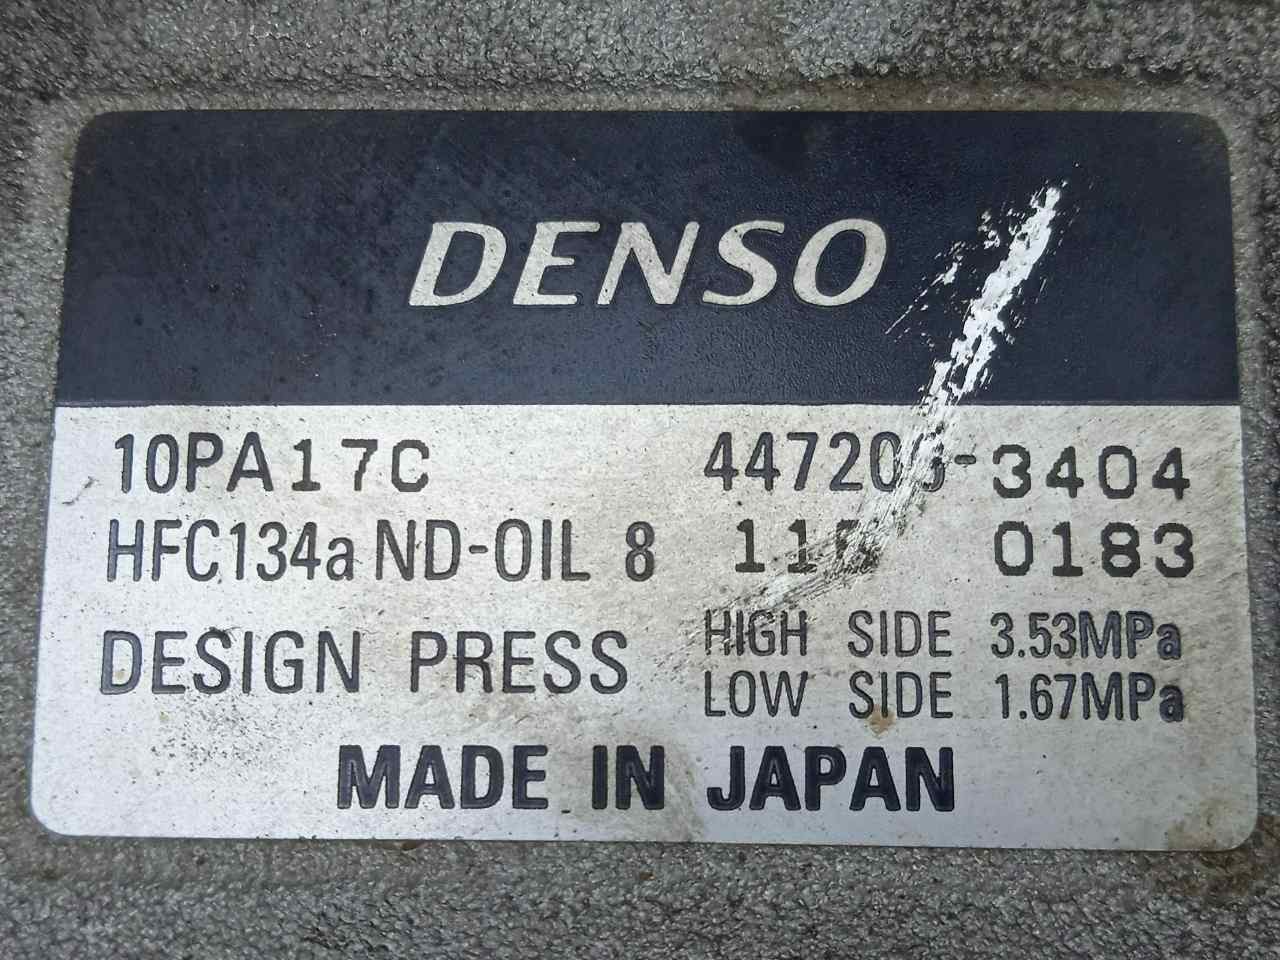 DENSO
10PA17C
-3404
HFC134a ND-OIL 8
0183
DESIGN PRESS
HIGH SIDE 3.53MPa
LOW SIDE 1.67MPa
MADE IN JAPAN